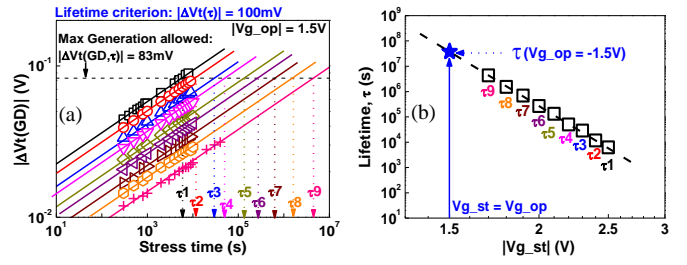 Lifetime criterion: |ΔVt(τ)| = 100mV
|Vg_op| = 1.5V
Max Generation allowed:
|ΔVt(GD,τ)| = 83mV
10⁻¹
10⁻²
|ΔVt(GD)| (V)
(a)
τ1
τ2
τ3
τ4
τ5
τ6
τ7
τ8
τ9
10¹ 10³ 10⁵ 10⁷
Stress time (s)
10⁹
10⁸
10⁷
10⁶
10⁵
10⁴
10³
10²
10¹
Lifetime, τ (s)
τ (Vg_op = -1.5V)
(b)
τ9
τ8
τ7
τ6
τ5
τ4
τ3
τ2
τ1
Vg_st = Vg_op
1.5 2.0 2.5
|Vg_st| (V)